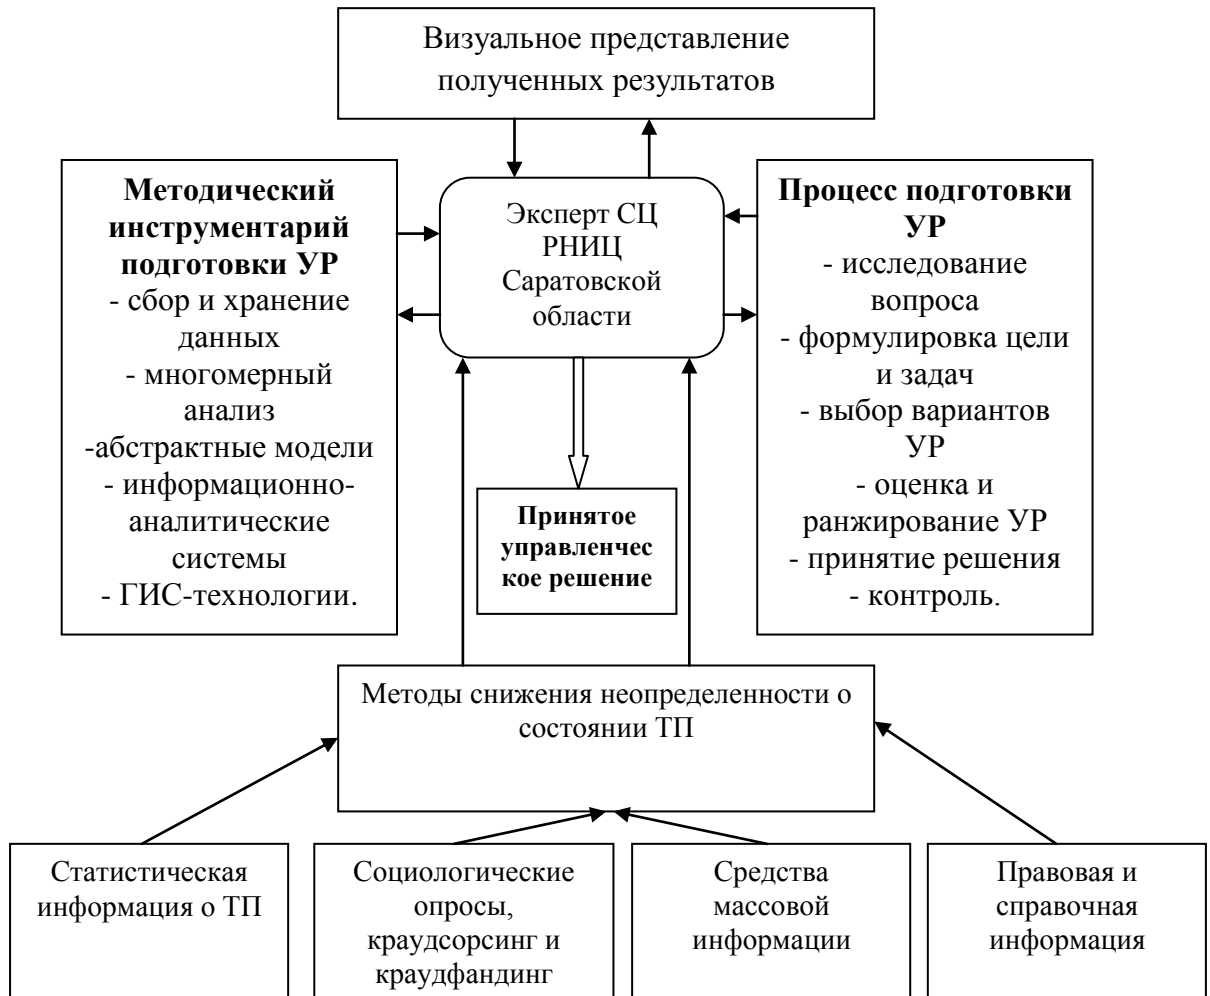 Визуальное представление
полученных результатов
Методический
инструментарий
подготовки УР
- сбор и хранение
данных
- многомерный
анализ
-абстрактные модели
- информационно-
аналитические
системы
- ГИС-технологии.
Эксперт СЦ
РНИЦ
Саратовской
области
Процесс подготовки
УР
- исследование
вопроса
- формулировка цели
и задач
- выбор вариантов
УР
- оценка и
ранжирование УР
- принятие решения
- контроль.
Принятое
управленчес
кое решение
Методы снижения неопределенности о
состоянии ТП
Статистическая
информация о ТП
Социологические
опросы,
краудсорсинг и
краудфандинг
Средства
массовой
информации
Правовая и
справочная
информация